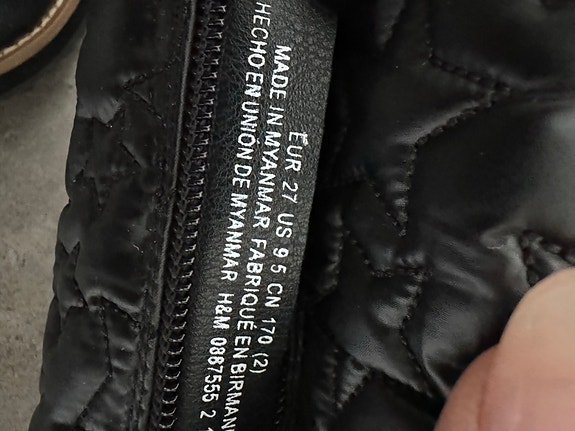 EUR 27 US 9 5 CN 170 (2)
MADE IN MYANMAR FABRIQUÉ EN
HECHO EN UNIÓN DE MYANMAR H&M 0887555 2